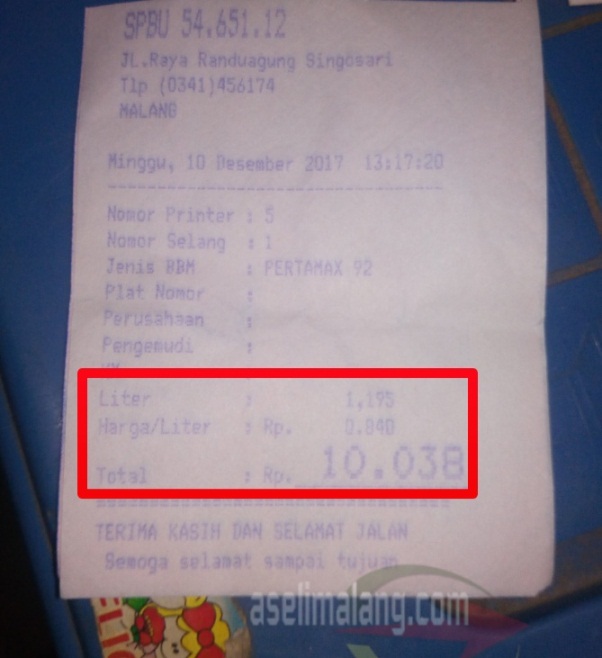 SPBU 54.651.12
JL.Raya Randuagung Singosari
Tlp (0341)456174
MALANG
Minggu, 10 Desember 2017 13:17:20
Nomor Printer : 5
Nomor Selang : 1
Jenis BBM : PERTAMAX 92
Plat Nomor :
Perusahaan :
Pengemudi :
Liter : 1,195
Harga/Liter : Rp. 0.840
Total : Rp. 10.038
TERIMA KASIH DAN SELAMAT JALAN
Semoga selamat sampai tujuan
aselimalang.com